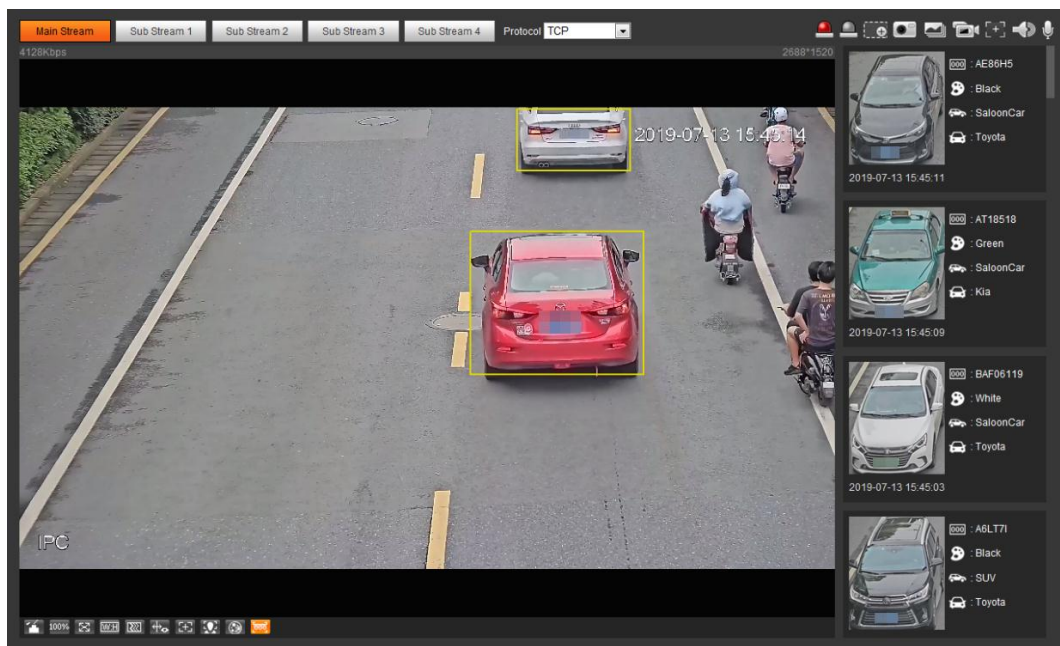 Main Stream
Sub Stream 1
Sub Stream 2
Sub Stream 3
Sub Stream 4
Protocol TCP
4128Kbps
2688*1520
2019-07-13 15:45:14
IPC
100%
W:H
: AE86H5
: Black
: SaloonCar
: Toyota
2019-07-13 15:45:11
: AT18518
: Green
: SaloonCar
: Kia
2019-07-13 15:45:09
: BAF06119
: White
: SaloonCar
: Toyota
2019-07-13 15:45:03
: A6LT7I
: Black
: SUV
: Toyota